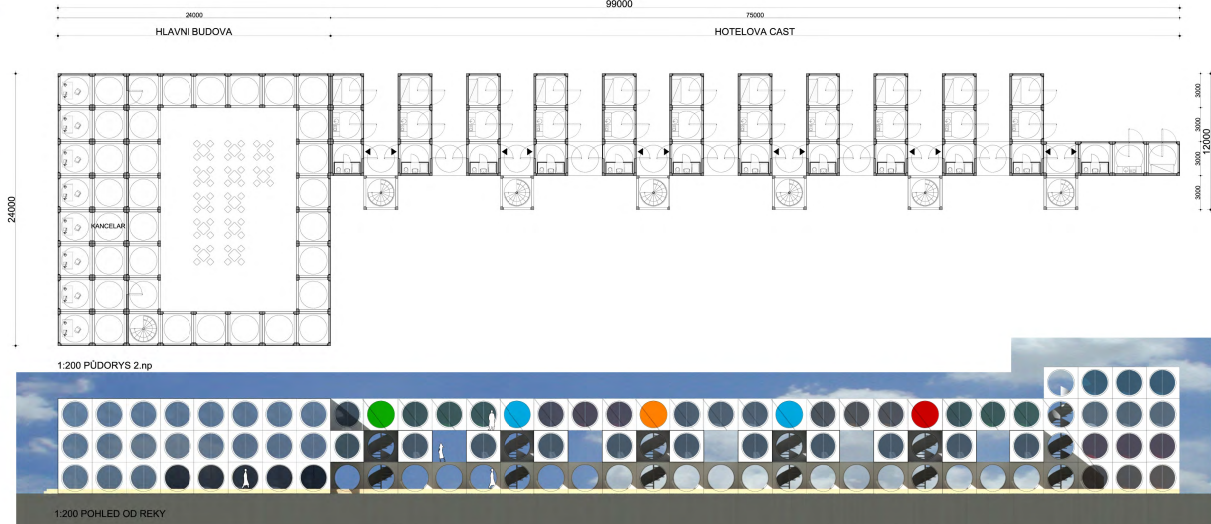 99000
24000
75000
HLAVNI BUDOVA
HOTELOVA CAST
3000
3000
3000
3000
12000
24000
KANCELAR
1:200 PŮDORYS 2.np
1:200 POHLED OD REKY